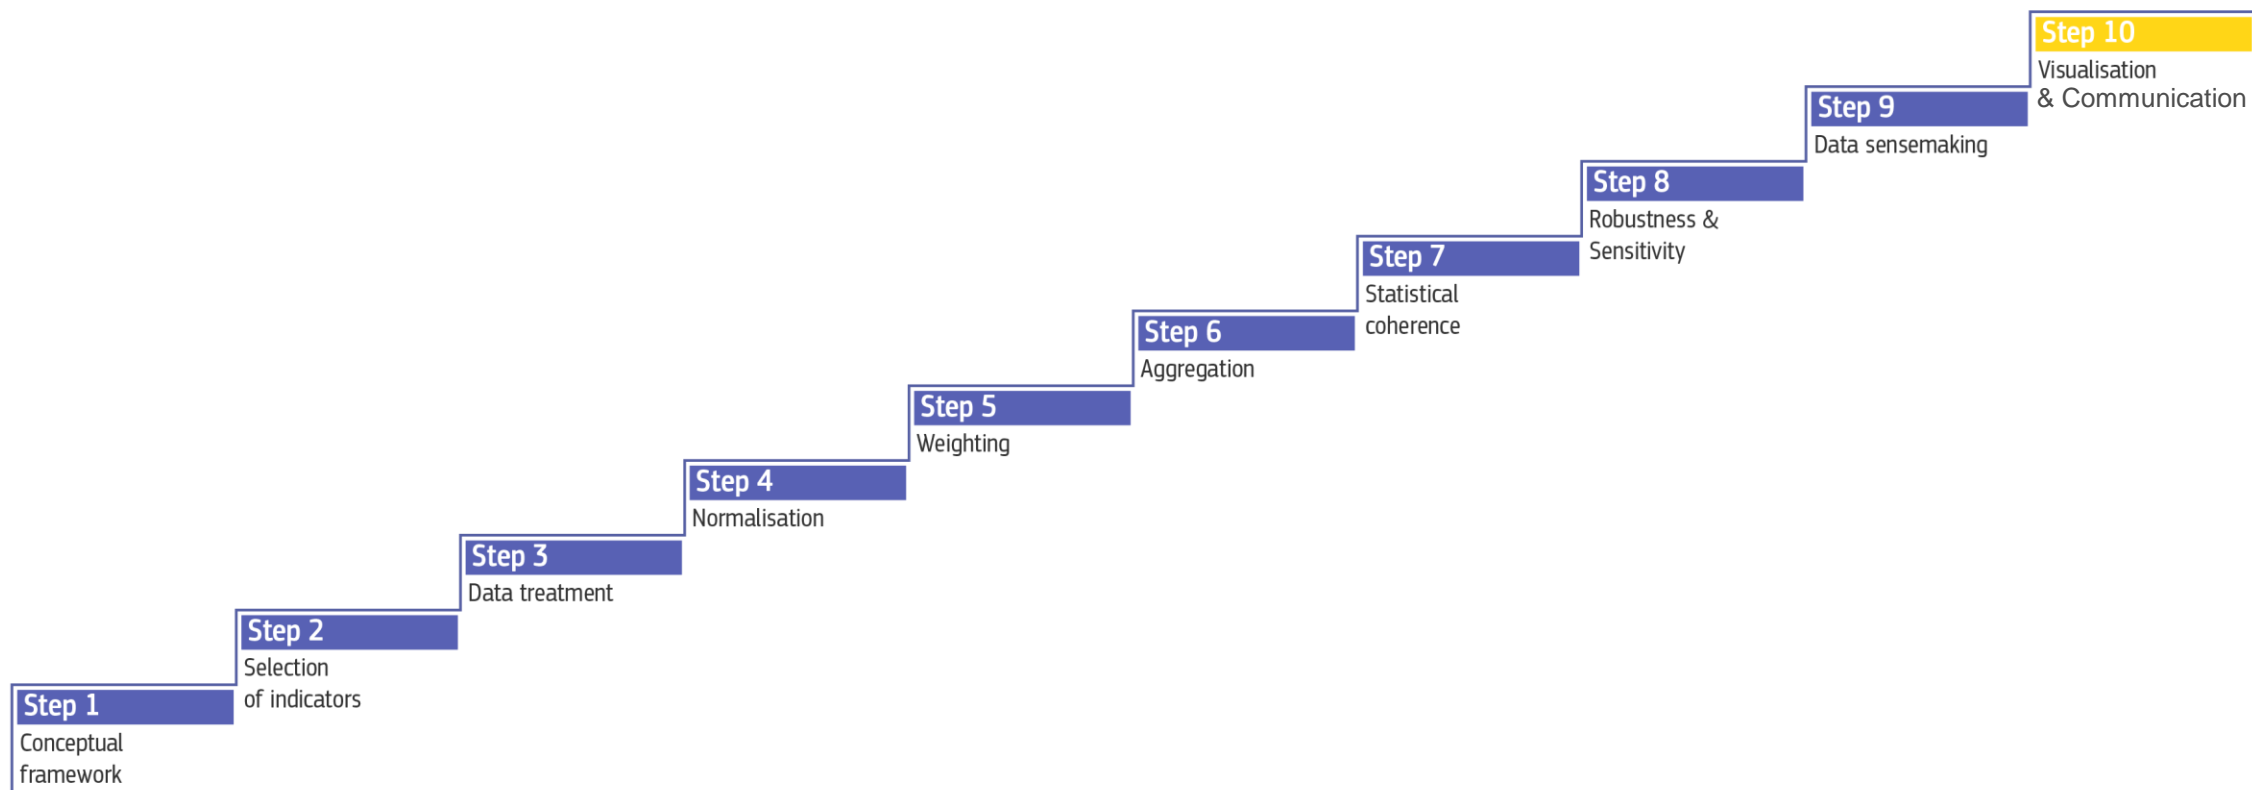 Step 1
Conceptual
framework
Step 2
Selection
of indicators
Step 3
Data treatment
Step 4
Normalisation
Step 5
Weighting
Step 6
Aggregation
Step 7
Statistical
coherence
Step 8
Robustness &
Sensitivity
Step 9
Data sensemaking
Step 10
Visualisation
& Communication